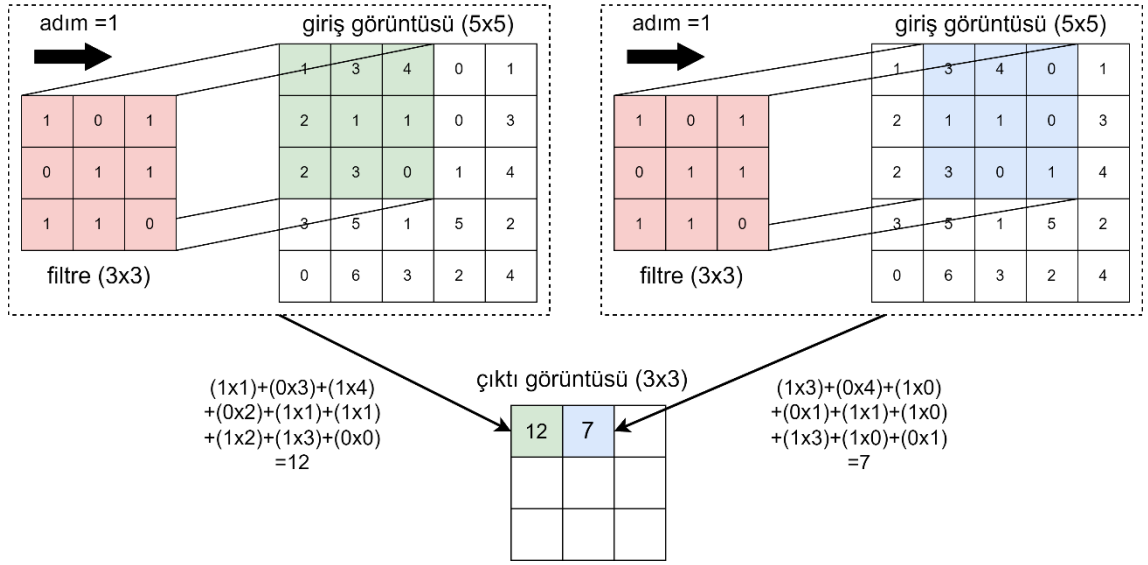 adım =1
giriş görüntüsü (5x5)
1 3 4 0 1
1 0 1
2 1 1 0 3
0 1 1
2 3 0 1 4
1 1 0
3 5 1 5 2
filtre (3x3)
0 6 3 2 4
adım =1
giriş görüntüsü (5x5)
1 3 4 0 1
1 0 1
2 1 1 0 3
0 1 1
2 3 0 1 4
1 1 0
3 5 1 5 2
filtre (3x3)
0 6 3 2 4
(1x1)+(0x3)+(1x4)
+(0x2)+(1x1)+(1x1)
+(1x2)+(1x3)+(0x0)
=12
çıktı görüntüsü (3x3)
12 7
(1x3)+(0x4)+(1x0)
+(0x1)+(1x1)+(1x0)
+(1x3)+(1x0)+(0x1)
=7